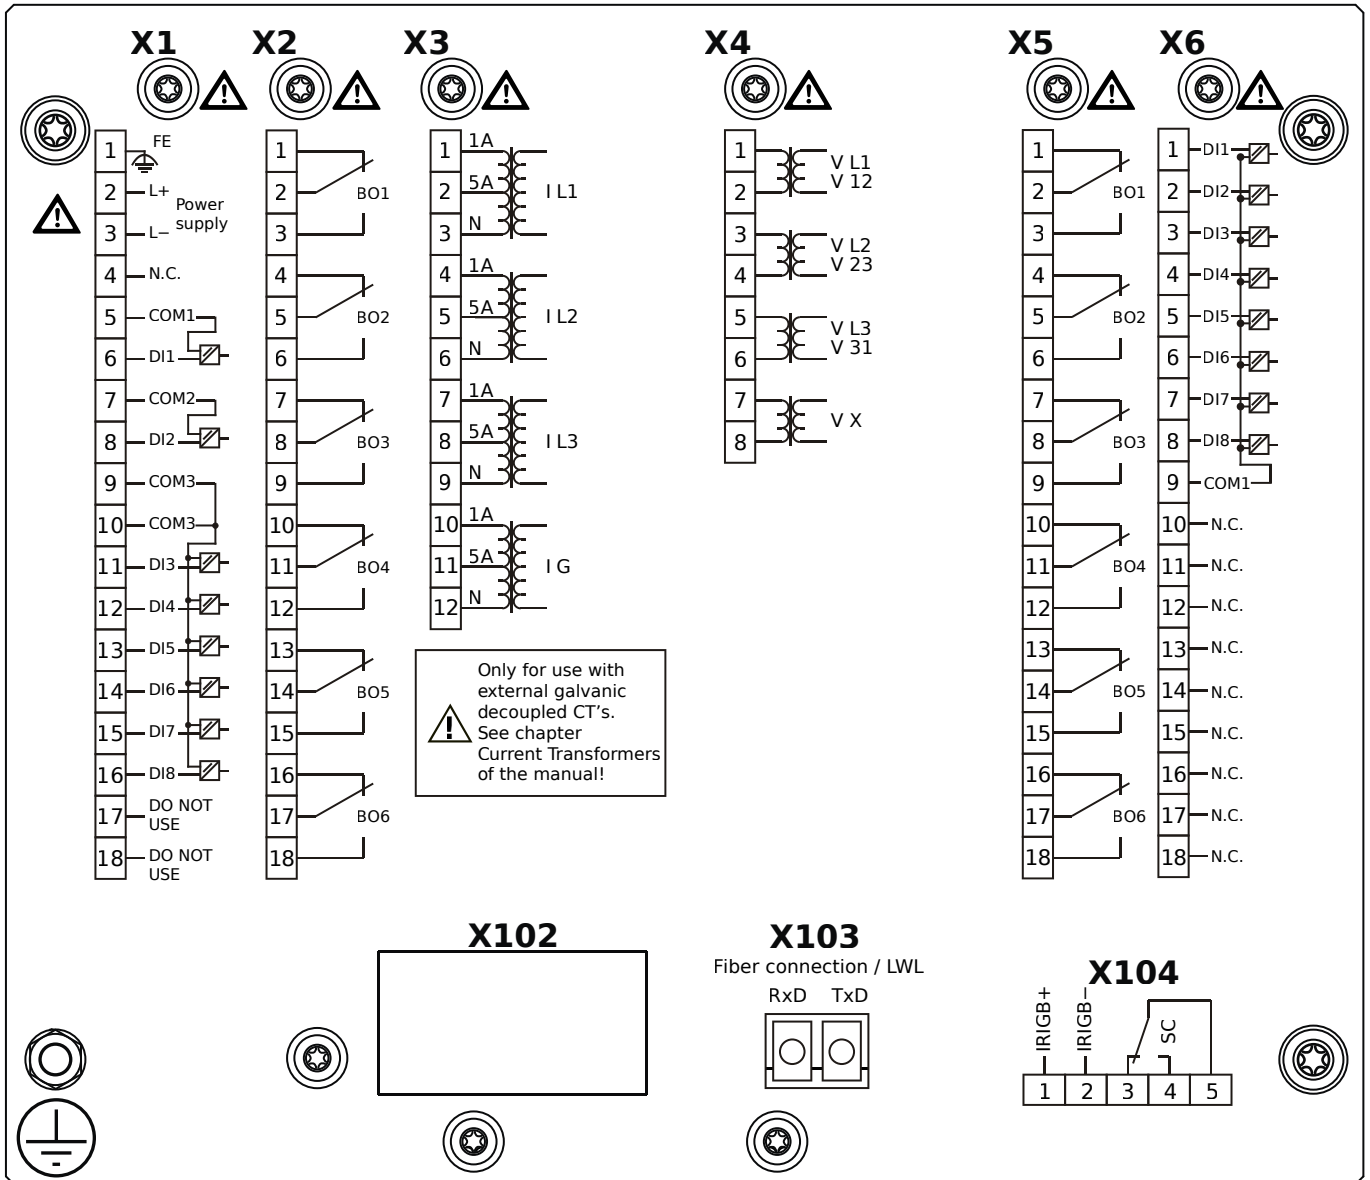 X1
X2
X3
X4
X5
X6
1 FE
2 L+
Power
supply
3 L−
4 N.C.
5 COM1
6 DI1
7 COM2
8 DI2
9 COM3
10 COM3
11 DI3
12 DI4
13 DI5
14 DI6
15 DI7
16 DI8
17 DO NOT
USE
18 DO NOT
USE
1
2 BO1
3
4
5 BO2
6
7
8 BO3
9
10
11 BO4
12
13
14 BO5
15
16
17 BO6
18
1 1A
2 5A I L1
3 N
4 1A
5 5A I L2
6 N
7 1A
8 5A I L3
9 N
10 1A
11 5A I G
12 N
Only for use with
external galvanic
decoupled CT's.
See chapter
Current Transformers
of the manual!
1
2
V L1
V 12
3
4
V L2
V 23
5
6
V L3
V 31
7
8
V X
1
2 BO1
3
4
5 BO2
6
7
8 BO3
9
10
11 BO4
12
13
14 BO5
15
16
17 BO6
18
1 DI1
2 DI2
3 DI3
4 DI4
5 DI5
6 DI6
7 DI7
8 DI8
9 COM1
10 N.C.
11 N.C.
12 N.C.
13 N.C.
14 N.C.
15 N.C.
16 N.C.
17 N.C.
18 N.C.
X102
X103
Fiber connection / LWL
RxD TxD
X104
IRIGB+
IRIGB−
SC
1 2 3 4 5